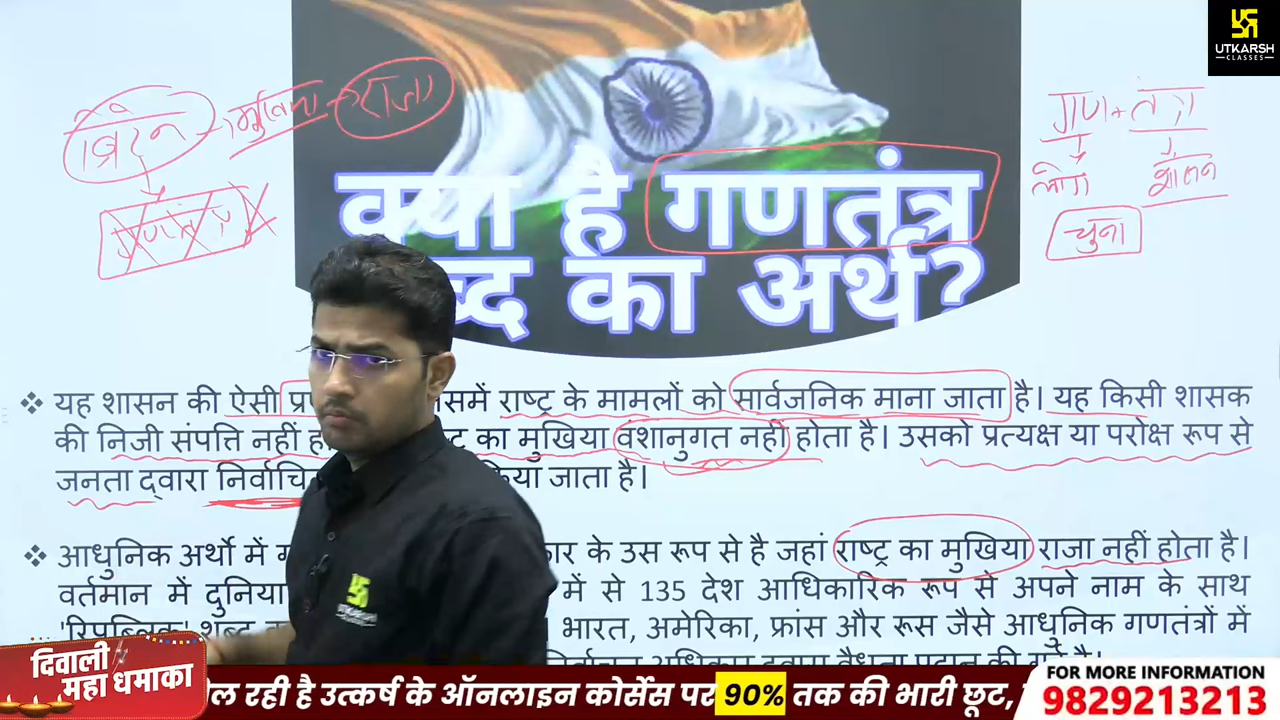 UTKARSH
CLASSES
ब्रिटेन → मुखिया → राजा
गण + तंत्र
लोग शासन
चुना
क्या है गणतंत्र
का अर्थ?
❖ यह शासन की ऐसी राष्ट्र के मामलों को सार्वजनिक माना जाता है। यह किसी शासक
की निजी संपत्ति नहीं का मुखिया वंशानुगत नहीं होता है। उसको प्रत्यक्ष या परोक्ष रूप से
जनता द्वारा किया जाता है।
❖ आधुनिक अर्थो में के उस रूप से है जहां राष्ट्र का मुखिया राजा नहीं होता है।
वर्तमान में दुनिया में से 135 देश आधिकारिक रूप से अपने नाम के साथ
'रिपब्लिक' शब्द भारत, अमेरिका, फ्रांस और रूस जैसे आधुनिक गणतंत्रों में
UTKARSH
CLASSES
दिवाली
महा धमाका
रही है उत्कर्ष के ऑनलाइन कोर्सेस पर 90% तक की भारी छूट,
FOR MORE INFORMATION
9829213213